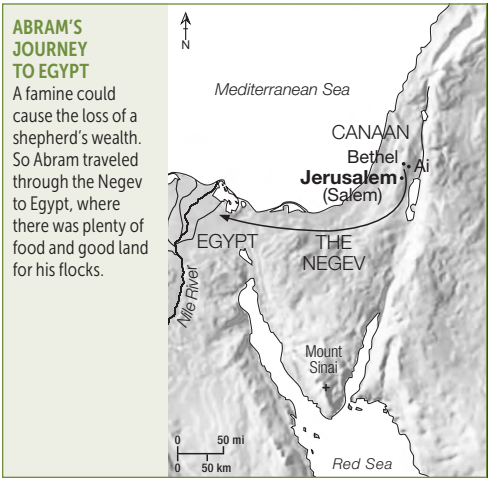 ABRAM’S
JOURNEY
TO EGYPT
A famine could
cause the loss of a
shepherd’s wealth.
So Abram traveled
through the Negev
to Egypt, where
there was plenty of
food and good land
for his flocks.
N
Mediterranean Sea
CANAAN
Bethel
Ai
Jerusalem
(Salem)
EGYPT
THE
NEGEV
Nile River
Mount
Sinai
0 50 mi
0 50 km
Red Sea